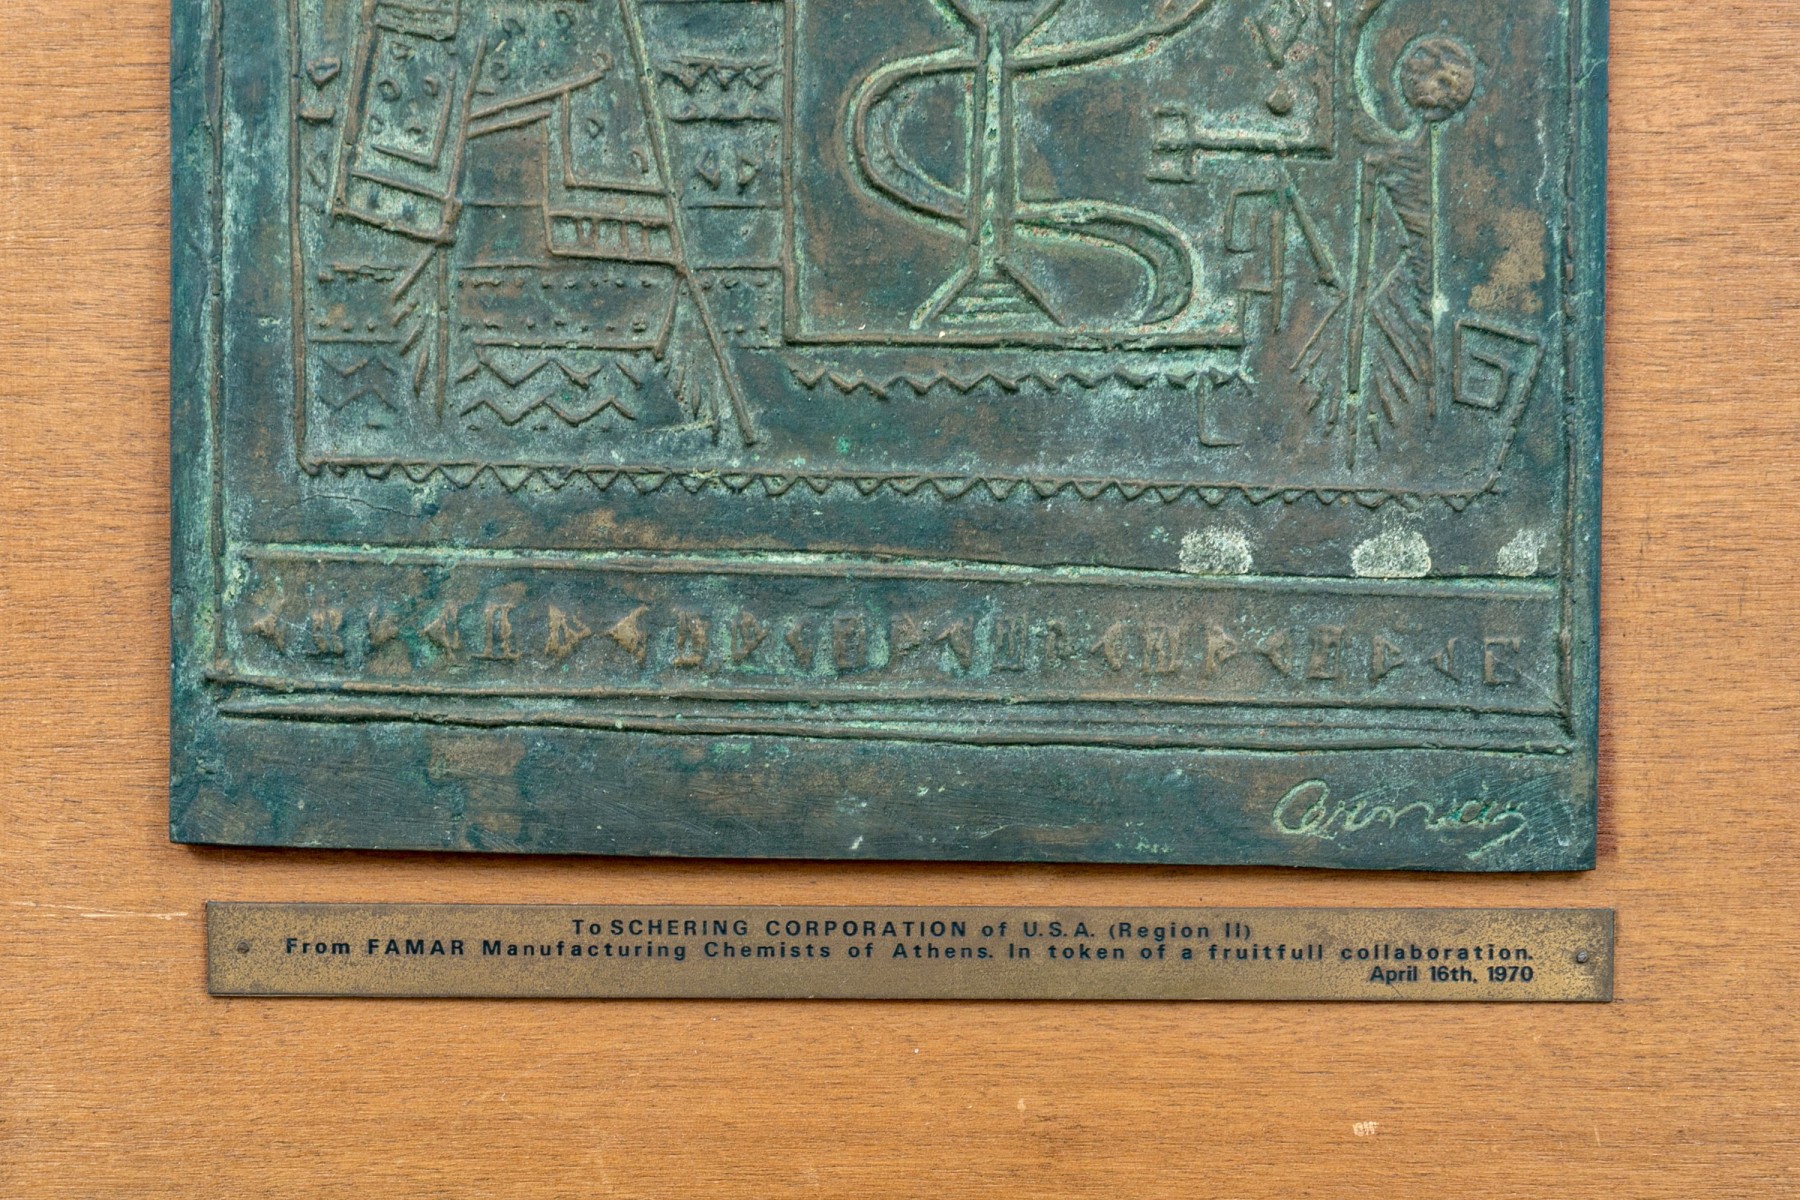 To SCHERING CORPORATION of U.S.A. (Region II)
From FAMAR Manufacturing Chemists of Athens. In token of a fruitfull collaboration.
April 16th, 1970